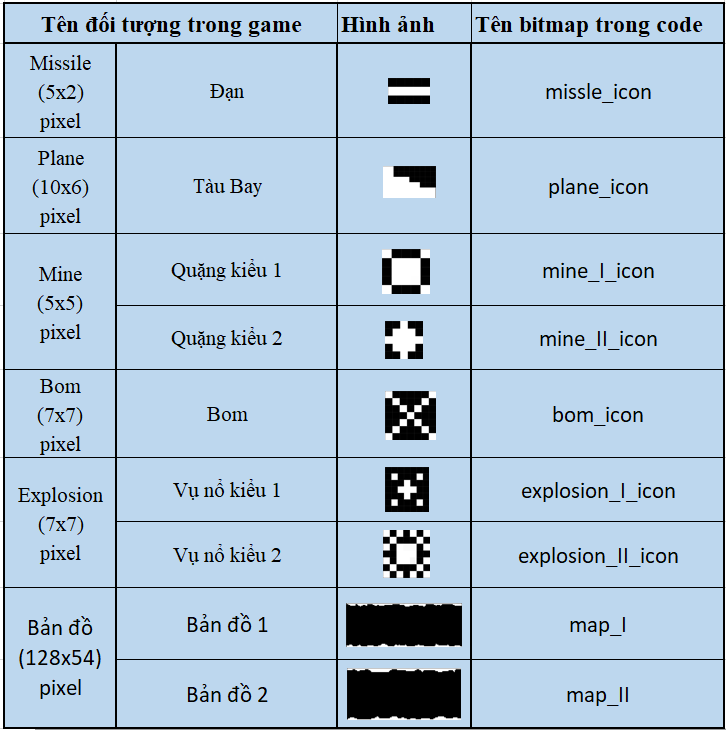 Tên đối tượng trong game
Hình ảnh
Tên bitmap trong code
Missile
(5x2)
pixel
Đạn
missle_icon
Plane
(10x6)
pixel
Tàu Bay
plane_icon
Mine
(5x5)
pixel
Quặng kiểu 1
mine_I_icon
Quặng kiểu 2
mine_II_icon
Bom
(7x7)
pixel
Bom
bom_icon
Explosion
(7x7)
pixel
Vụ nổ kiểu 1
explosion_I_icon
Vụ nổ kiểu 2
explosion_II_icon
Bản đồ
(128x54)
pixel
Bản đồ 1
map_I
Bản đồ 2
map_II